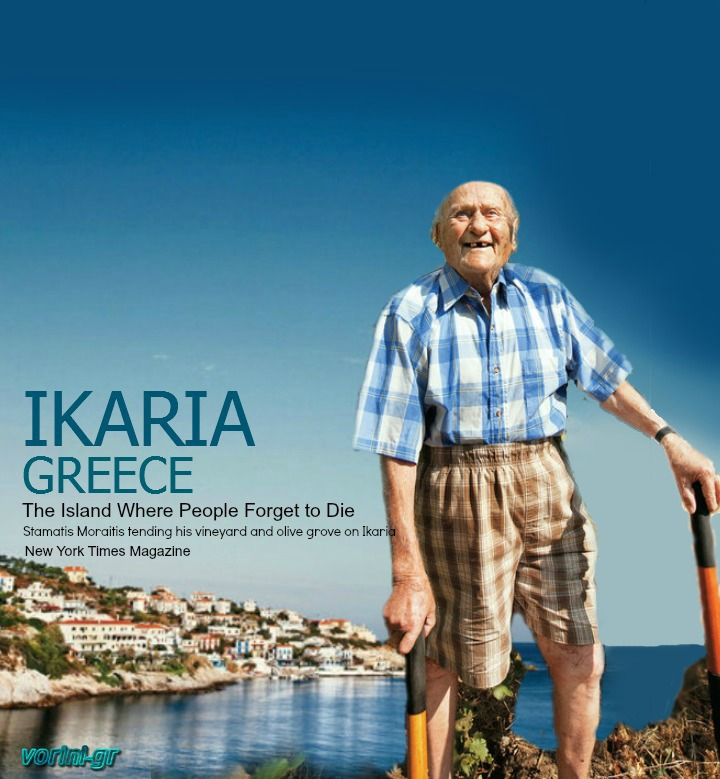 IKARIA
GREECE
The Island Where People Forget to Die
Stamatis Moraitis tending his vineyard and olive grove on Ikaria
New York Times Magazine
vorini-gr